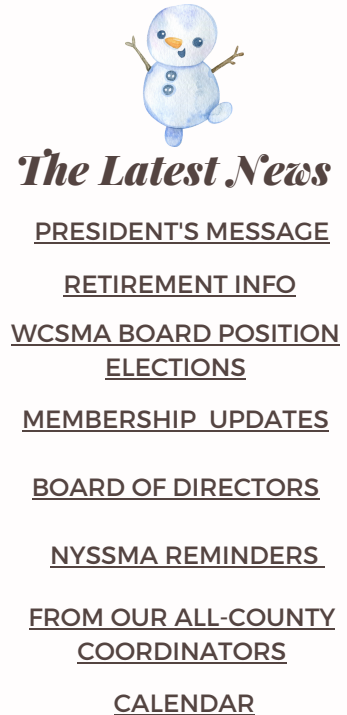 The Latest News
PRESIDENT'S MESSAGE
RETIREMENT INFO
WCSMA BOARD POSITION
ELECTIONS
MEMBERSHIP UPDATES
BOARD OF DIRECTORS
NYSSMA REMINDERS
FROM OUR ALL-COUNTY
COORDINATORS
CALENDAR